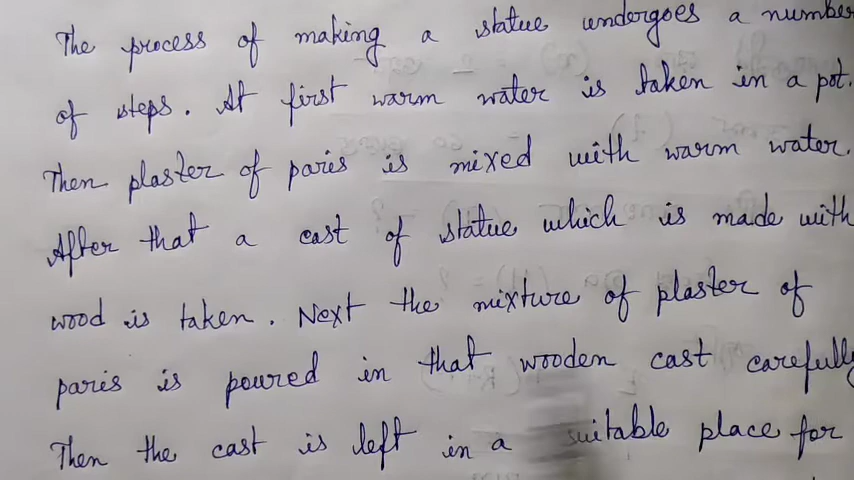 The process of making a statue undergoes a number
of steps. At first warm water is taken in a pot.
Then plaster of paris is mixed with warm water.
After that a cast of statue which is made with
wood is taken. Next the mixture of plaster of
paris is poured in that wooden cast carefully
Then the cast is left in a suitable place for